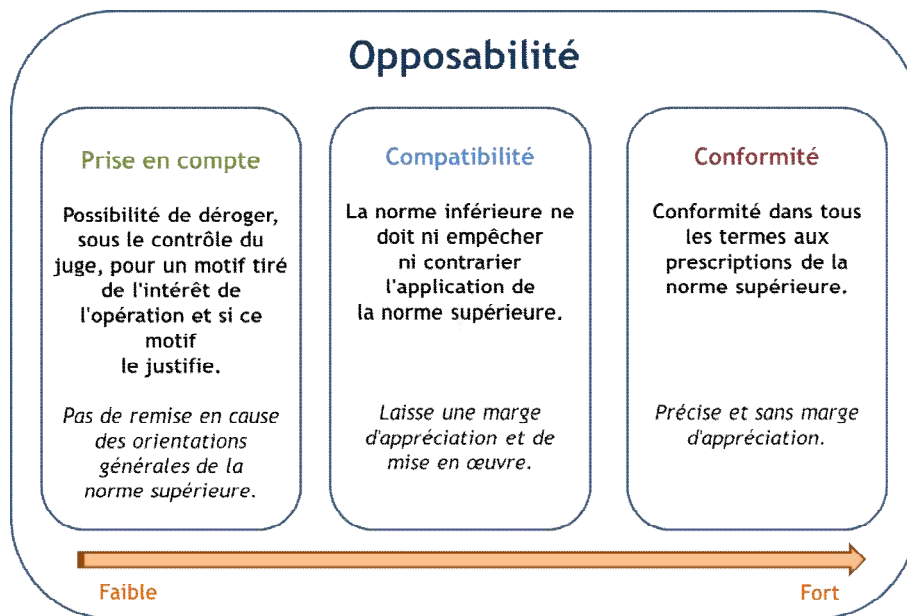 Opposabilité
Prise en compte
Possibilité de déroger,
sous le contrôle du
juge, pour un motif tiré
de l'intérêt de
l'opération et si ce
motif
le justifie.
Pas de remise en cause
des orientations
générales de la
norme supérieure.
Compatibilité
La norme inférieure ne
doit ni empêcher
ni contrarier
l'application de
la norme supérieure.
Laisse une marge
d'appréciation et de
mise en œuvre.
Conformité
Conformité dans tous
les termes aux
prescriptions de la
norme supérieure.
Précise et sans marge
d'appréciation.
Faible
Fort